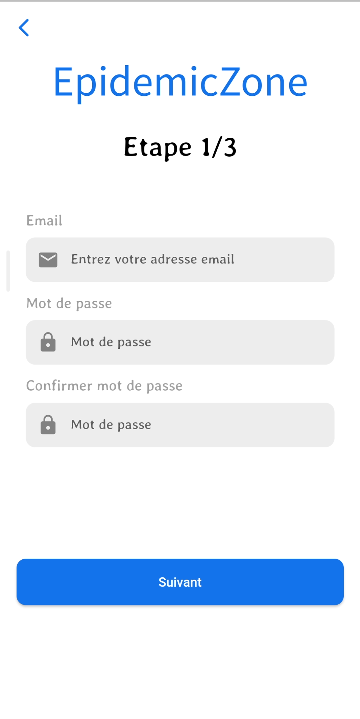 EpidemicZone
Etape 1/3
Email
Entrez votre adresse email
Mot de passe
Mot de passe
Confirmer mot de passe
Mot de passe
Suivant